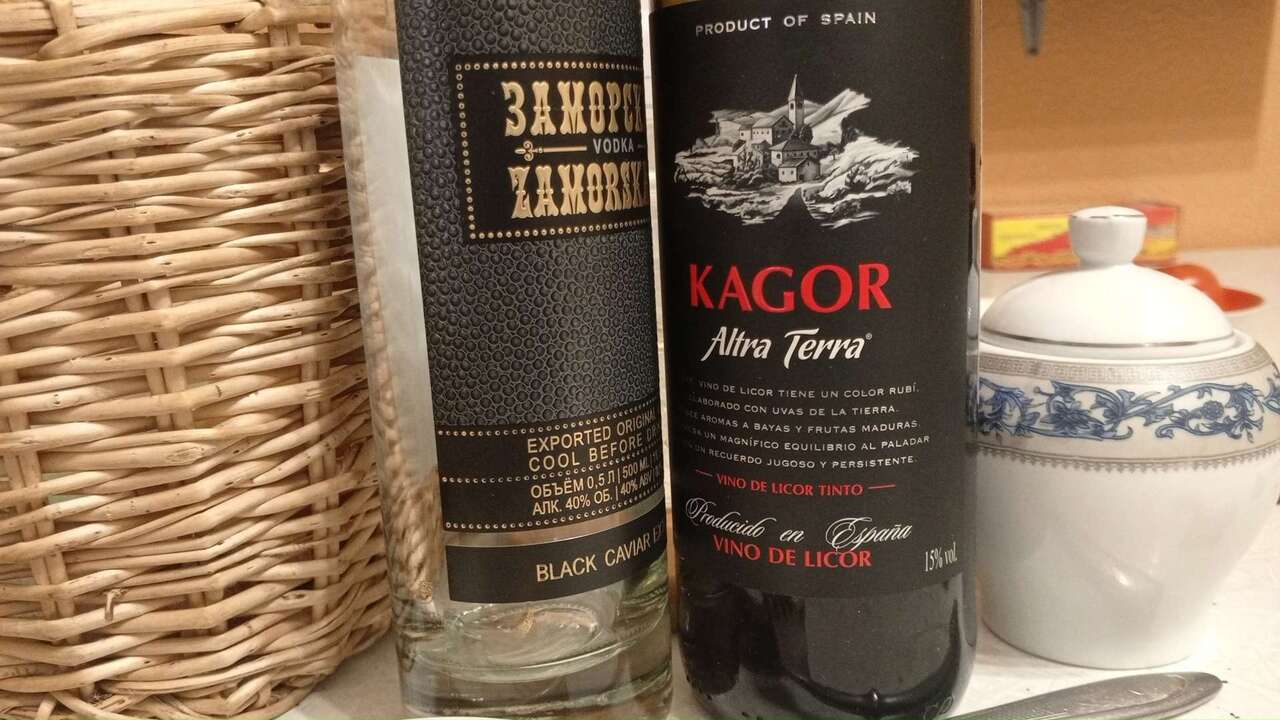 ЗАМОРСК
VODKA
ZAMORSK
EXPORTED ORIGINAL
COOL BEFORE
ОБЪЁМ 0,5 Л | 500 ML
АЛК. 40% ОБ. | 40% ABV
BLACK CAVIAR
PRODUCT OF SPAIN
KAGOR
Altra Terra®
VINO DE LICOR TIENE UN COLOR RUBÍ.
ELABORADO CON UVAS DE LA TIERRA.
AROMAS A BAYAS Y FRUTAS MADURAS.
UN MAGNÍFICO EQUILIBRIO AL PALADAR
UN RECUERDO JUGOSO Y PERSISTENTE.
VINO DE LICOR TINTO
Producido en España
VINO DE LICOR
15% vol.